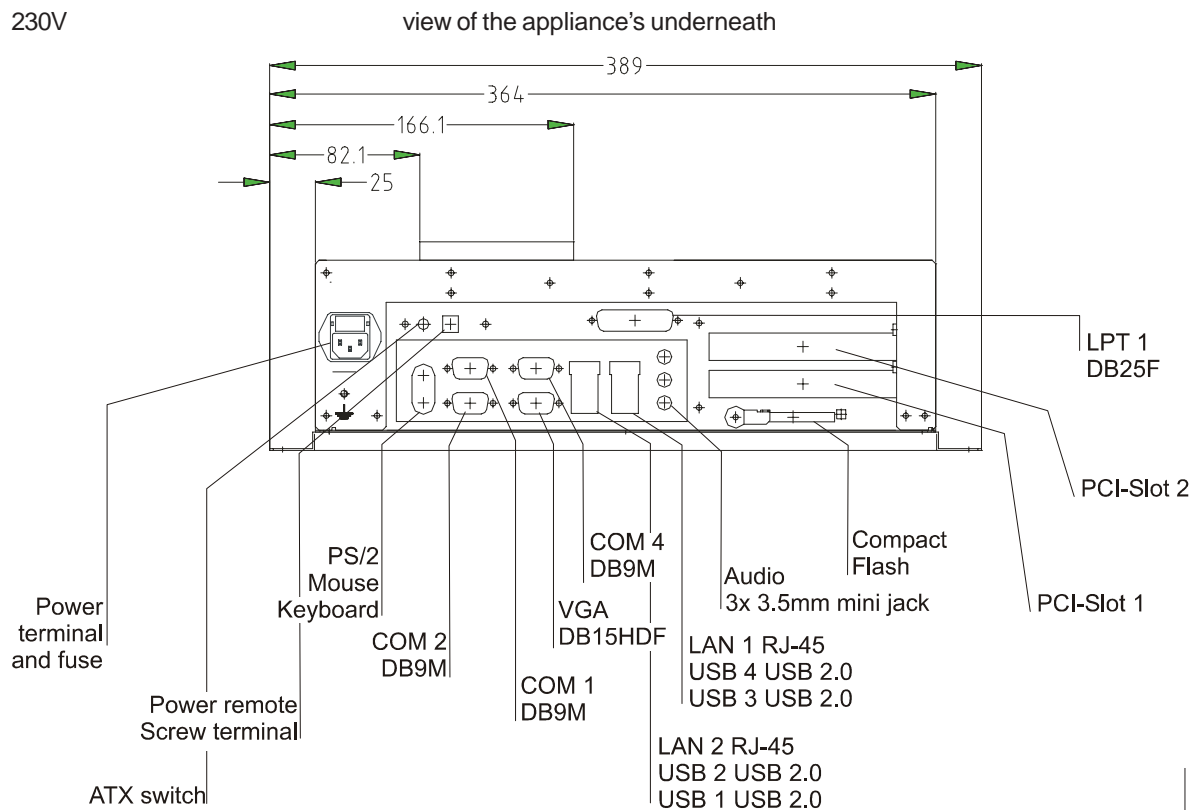 230V
view of the appliance's underneath
389
364
166.1
82.1
25
LPT 1
DB25F
PCI-Slot 2
PCI-Slot 1
Compact
Flash
Audio
3x 3.5mm mini jack
COM 4
DB9M
PS/2
Mouse
Keyboard
VGA
DB15HDF
Power
terminal
and fuse
COM 2
DB9M
LAN 1 RJ-45
USB 4 USB 2.0
USB 3 USB 2.0
COM 1
DB9M
Power remote
Screw terminal
LAN 2 RJ-45
USB 2 USB 2.0
USB 1 USB 2.0
ATX switch